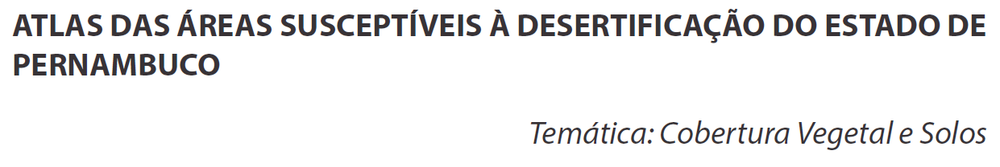 ATLAS DAS ÁREAS SUSCEPTÍVEIS À DESERTIFICAÇÃO DO ESTADO DE
PERNAMBUCO
Temática: Cobertura Vegetal e Solos